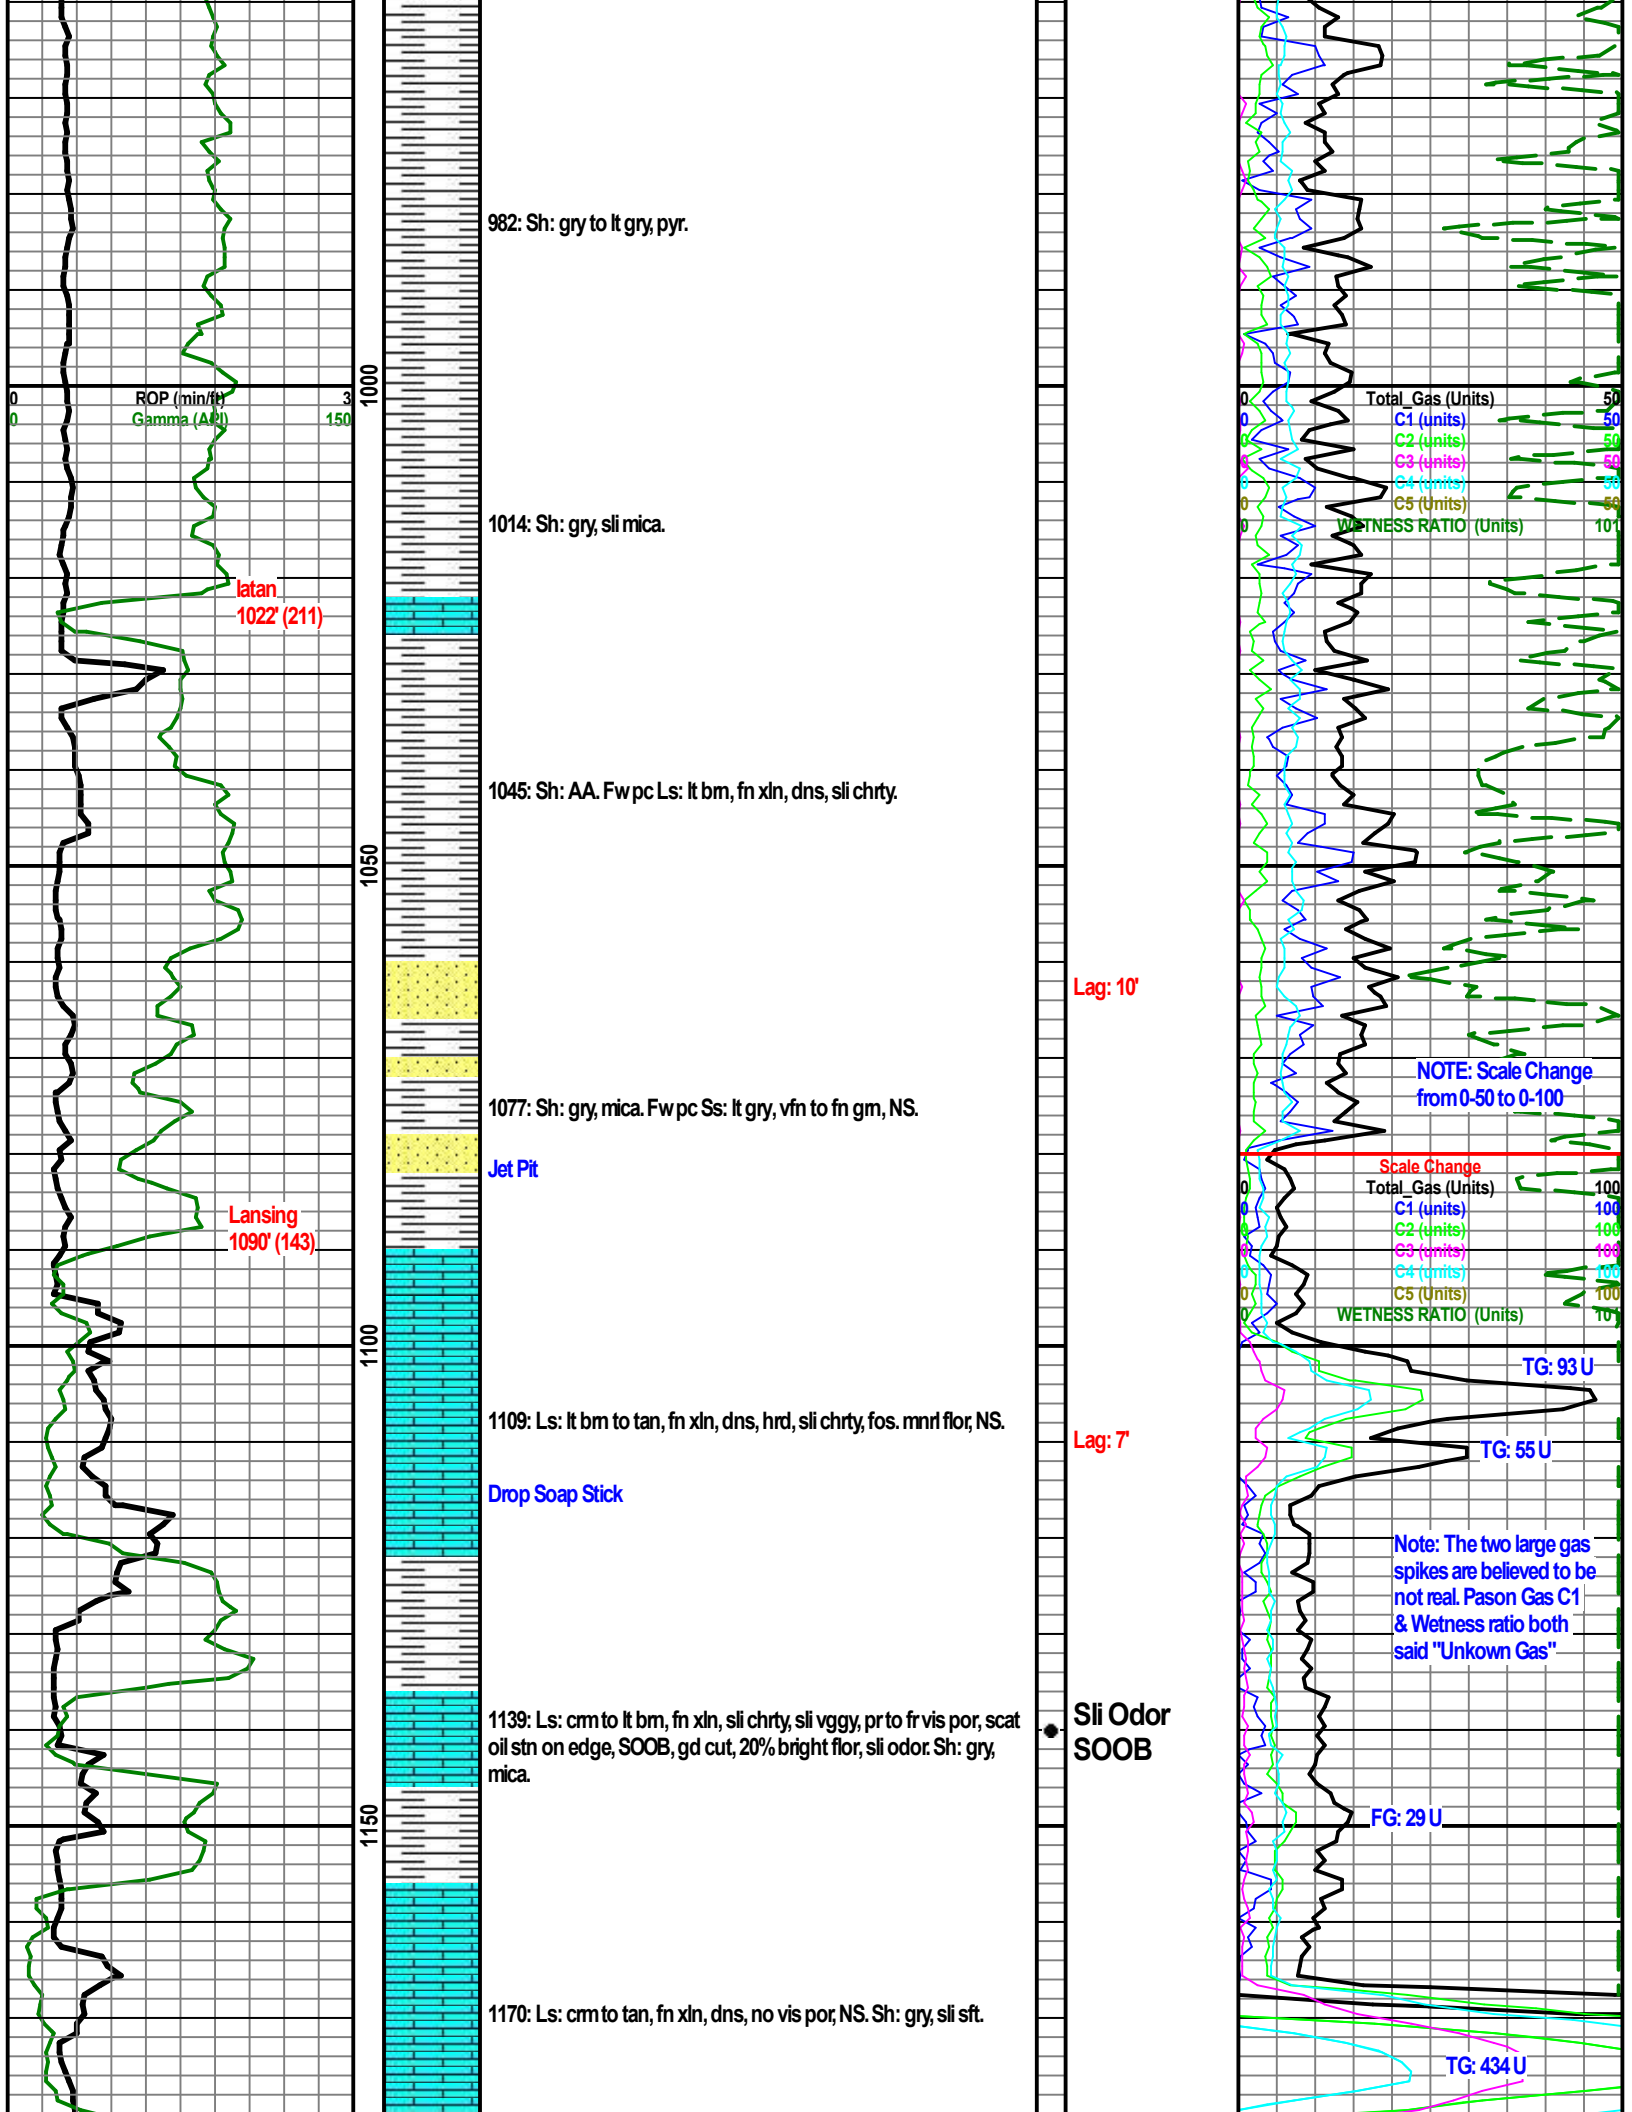 982: Sh: gry to lt gry, pyr.
1000
0 ROP (min/ft) 3
0 Gamma (API) 150
0 Total_Gas (Units) 50
0 C1 (units) 50
0 C2 (units) 50
0 C3 (units) 50
0 C4 (units) 50
0 C5 (Units) 50
0 WETNESS RATIO (Units) 101
1014: Sh: gry, sli mica.
Iatan
1022' (211)
1045: Sh: AA. Fw pc Ls: lt brn, fn xln, dns, sli chrty.
1050
Lag: 10'
NOTE: Scale Change
from 0-50 to 0-100
1077: Sh: gry, mica. Fw pc Ss: lt gry, vfn to fn grn, NS.
Jet Pit
Scale Change
0 Total_Gas (Units) 100
0 C1 (units) 100
0 C2 (units) 100
0 C3 (units) 100
0 C4 (units) 100
0 C5 (Units) 100
0 WETNESS RATIO (Units) 101
Lansing
1090' (143)
1100
TG: 93 U
1109: Ls: lt brn to tan, fn xln, dns, hrd, sli chrty, fos. mnrl flor, NS.
Lag: 7'
TG: 55 U
Drop Soap Stick
Note: The two large gas
spikes are believed to be
not real. Pason Gas C1
& Wetness ratio both
said "Unkown Gas"
1139: Ls: crm to lt brn, fn xln, sli chrty, sli vggy, pr to fr vis por, scat
oil stn on edge, SOOB, gd cut, 20% bright flor, sli odor. Sh: gry,
mica.
Sli Odor
SOOB
1150
FG: 29 U
1170: Ls: crm to tan, fn xln, dns, no vis por, NS. Sh: gry, sli sft.
TG: 434 U